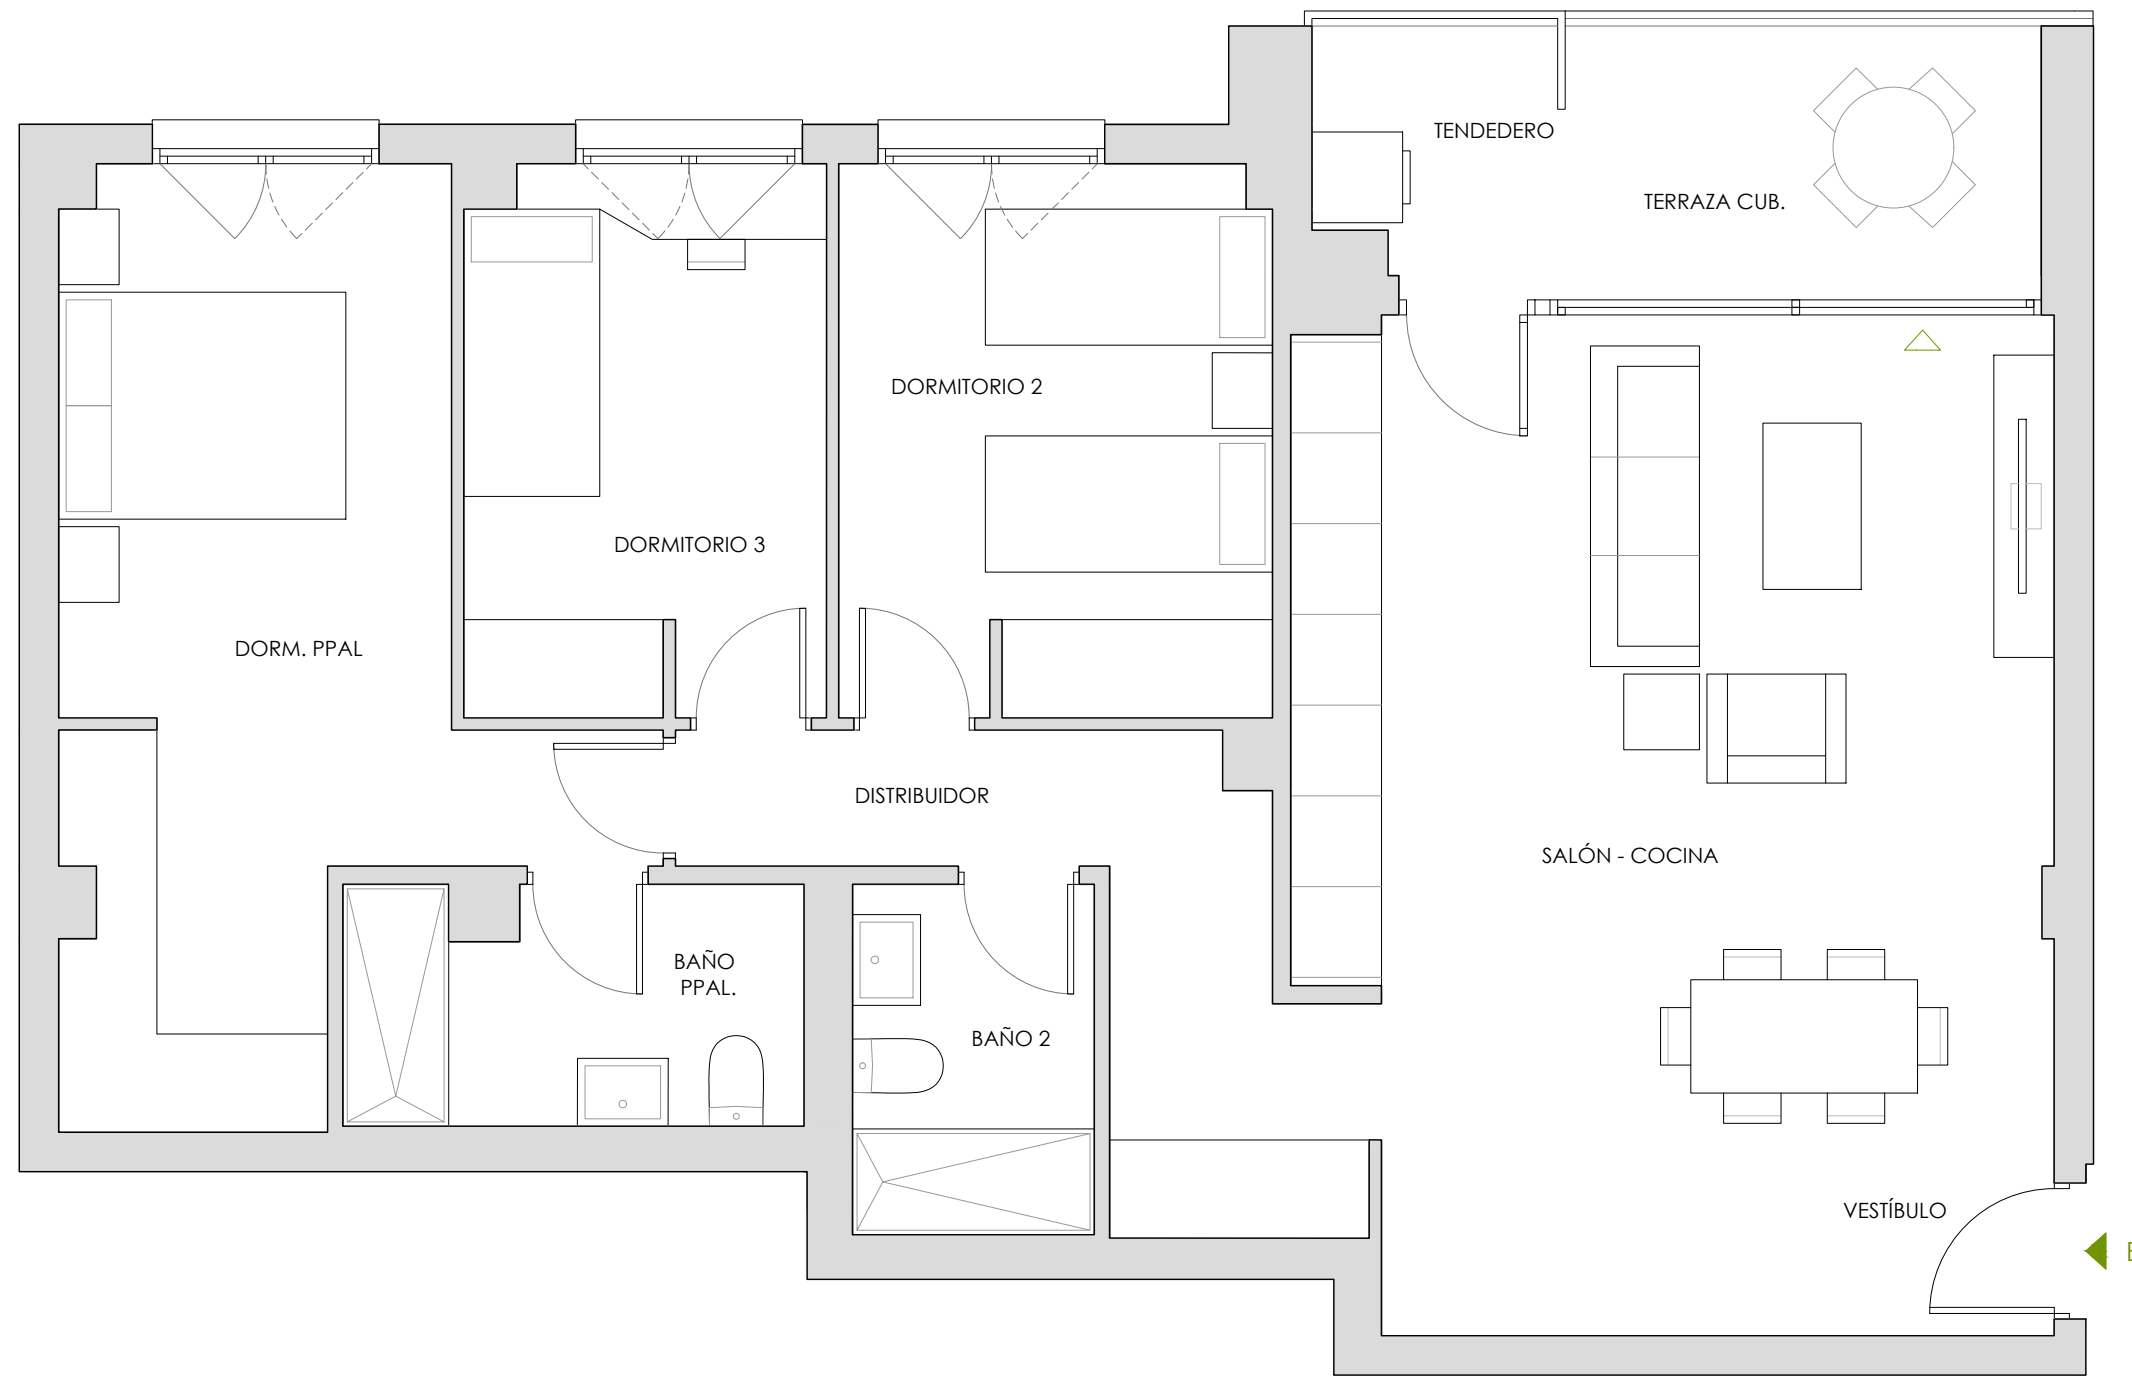 TENDEDERO
TERRAZA CUB.
DORMITORIO 2
DORMITORIO 3
DORM. PPAL
DISTRIBUIDOR
SALÓN - COCINA
BAÑO
PPAL.
BAÑO 2
VESTÍBULO